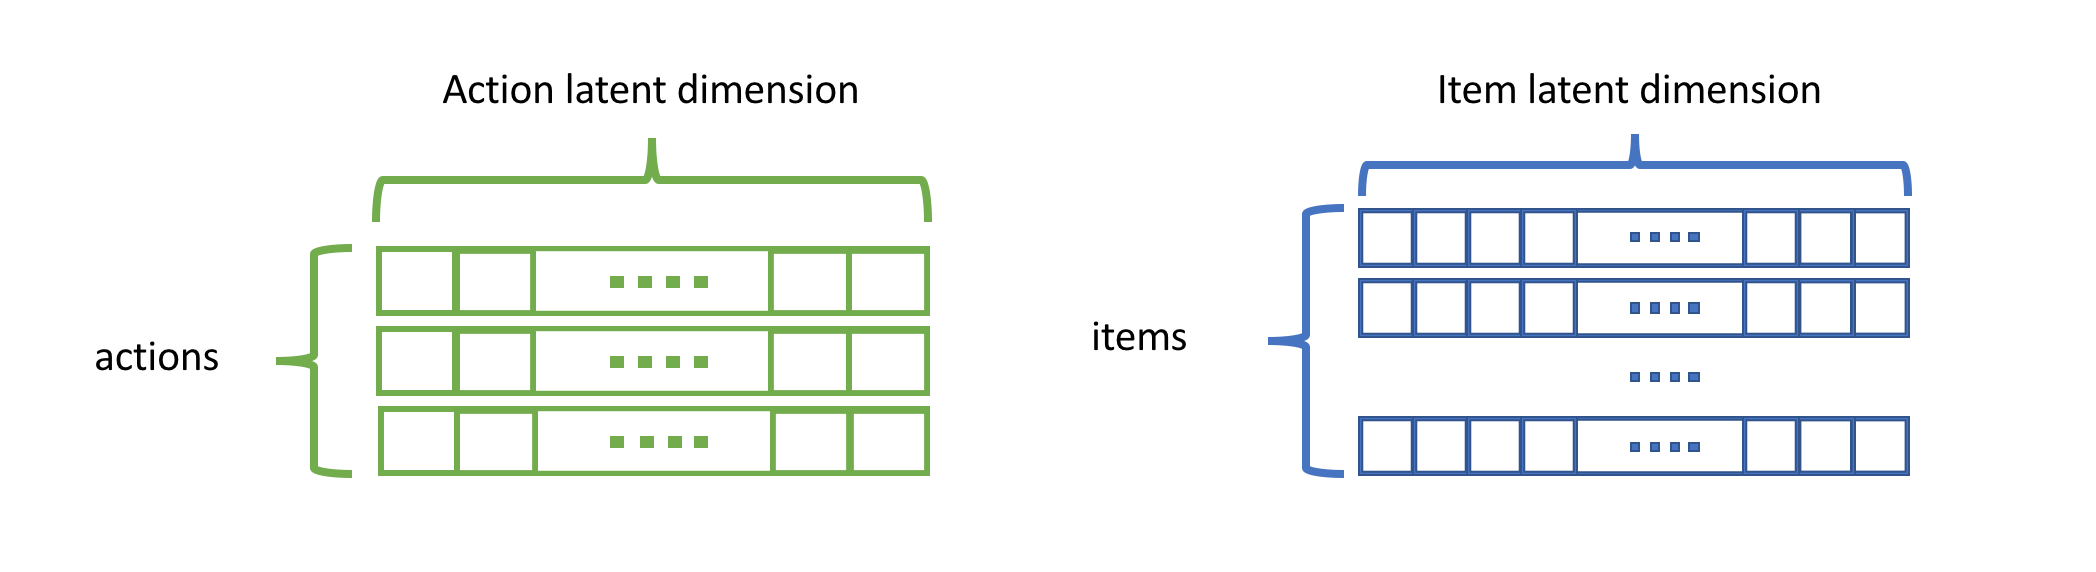 Action latent dimension
Item latent dimension
actions
items